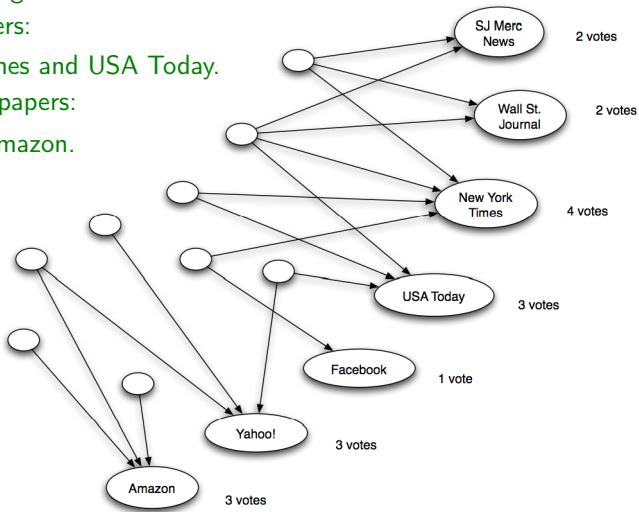 ers:
nes and USA Today.
papers:
mazon.
SJ Merc
News
2 votes
Wall St.
Journal
2 votes
New York
Times
4 votes
USA Today
3 votes
Facebook
1 vote
Yahoo!
3 votes
Amazon
3 votes